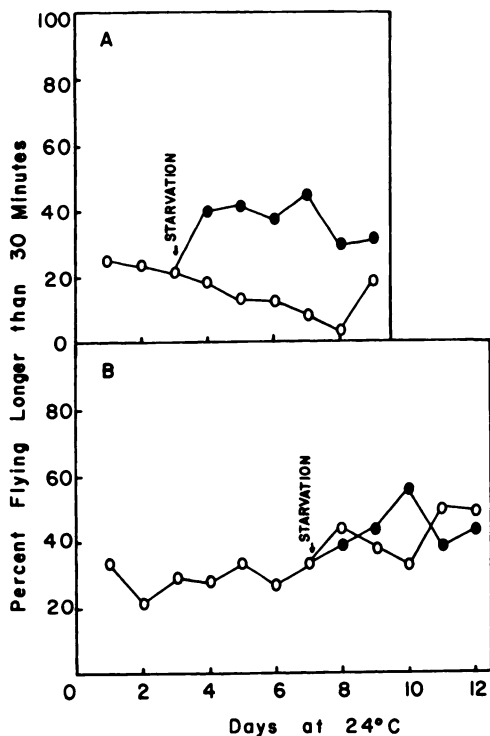 Percent Flying Longer than 30 Minutes
100
A
80
60
40
20
0
STARVATION
B
80
60
40
20
STARVATION
0 2 4 6 8 10 12
Days at 24°C